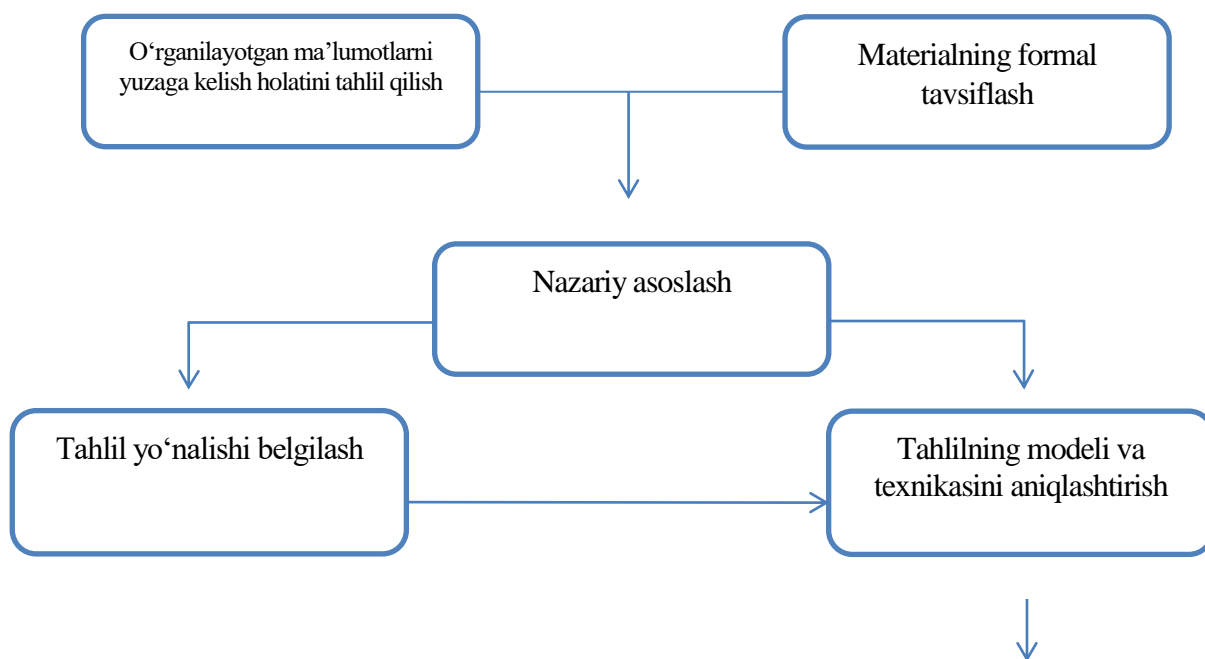 O‘rganilayotgan ma’lumotlarni
yuzaga kelish holatini tahlil qilish
Materialning formal
tavsiflash
Nazariy asoslash
Tahlil yo‘nalishi belgilash
Tahlilning modeli va
texnikasini aniqlashtirish